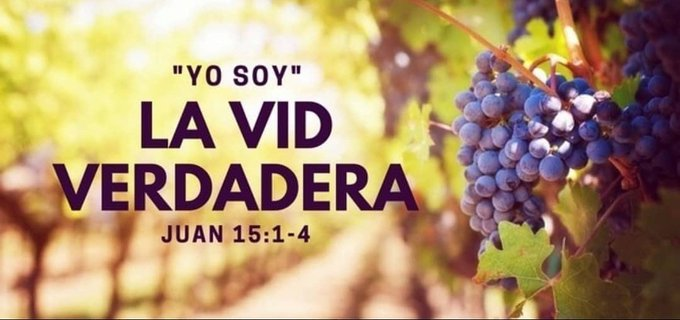 "YO SOY"
LA VID
VERDADERA
JUAN 15:1-4